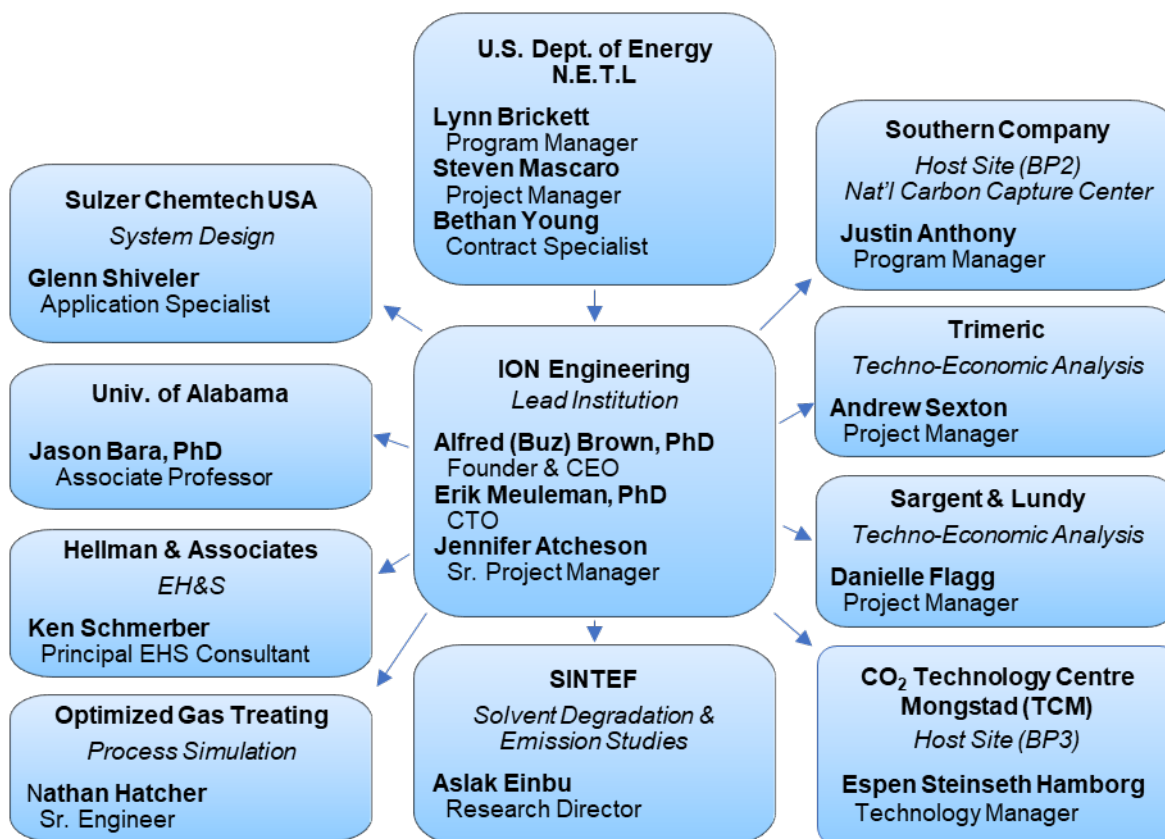 U.S. Dept. of Energy
N.E.T.L
Lynn Brickett
Program Manager
Steven Mascaro
Project Manager
Bethan Young
Contract Specialist
Southern Company
Host Site (BP2)
Nat'l Carbon Capture Center
Justin Anthony
Program Manager
Sulzer Chemtech USA
System Design
Glenn Shiveler
Application Specialist
ION Engineering
Lead Institution
Alfred (Buz) Brown, PhD
Founder & CEO
Erik Meuleman, PhD
CTO
Jennifer Atcheson
Sr. Project Manager
Trimeric
Techno-Economic Analysis
Andrew Sexton
Project Manager
Univ. of Alabama
Jason Bara, PhD
Associate Professor
Sargent & Lundy
Techno-Economic Analysis
Danielle Flagg
Project Manager
Hellman & Associates
EH&S
Ken Schmerber
Principal EHS Consultant
SINTEF
Solvent Degradation &
Emission Studies
Aslak Einbu
Research Director
CO₂ Technology Centre
Mongstad (TCM)
Host Site (BP3)
Espen Steinseth Hamborg
Technology Manager
Optimized Gas Treating
Process Simulation
Nathan Hatcher
Sr. Engineer